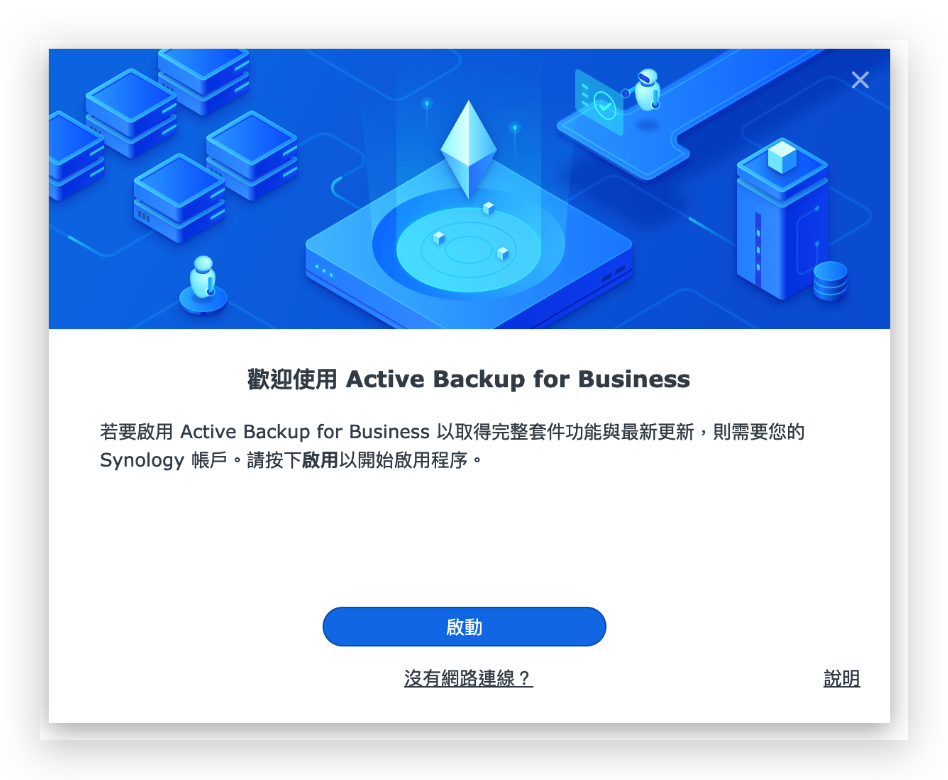 歡迎使用 Active Backup for Business
若要啟用 Active Backup for Business 以取得完整套件功能與最新更新，則需要您的
Synology 帳戶。請按下啟用以開始啟用程序。
啟動
沒有網路連線？
說明